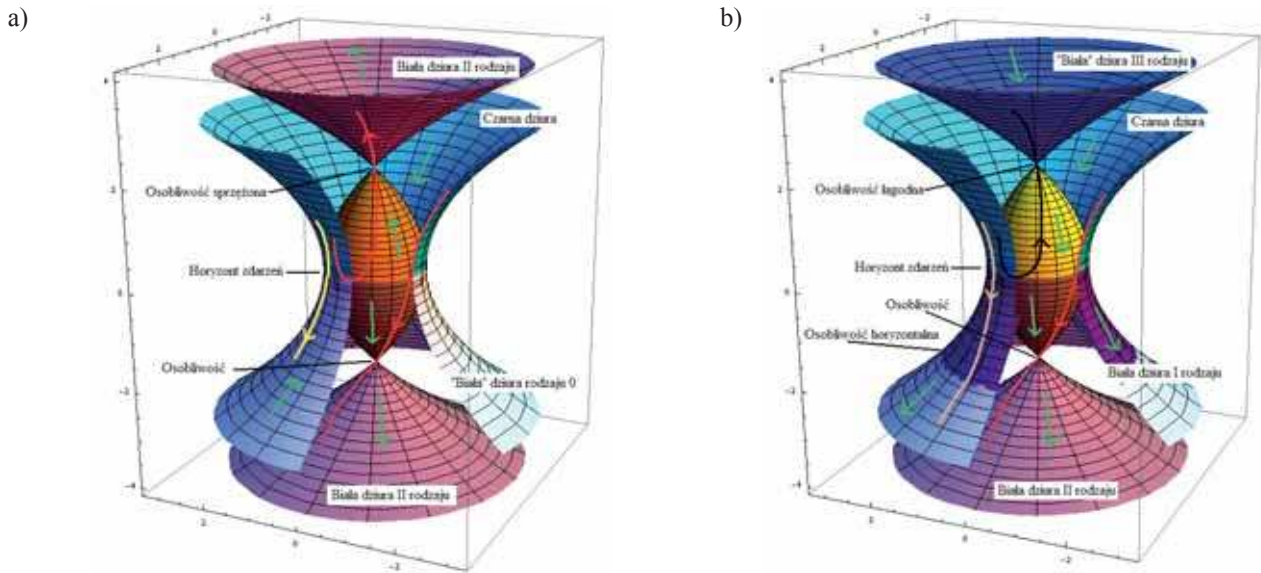 a)
Biała dziura II rodzaju
Czarna dziura
Osobliwość sprzężona
Horyzont zdarzeń
Osobliwość
"Biała" dziura rodzaju 0
Biała dziura II rodzaju
b)
"Biała" dziura III rodzaju
Czarna dziura
Osobliwość łagodna
Horyzont zdarzeń
Osobliwość
Osobliwość horyzontalna
Biała dziura I rodzaju
Biała dziura II rodzaju